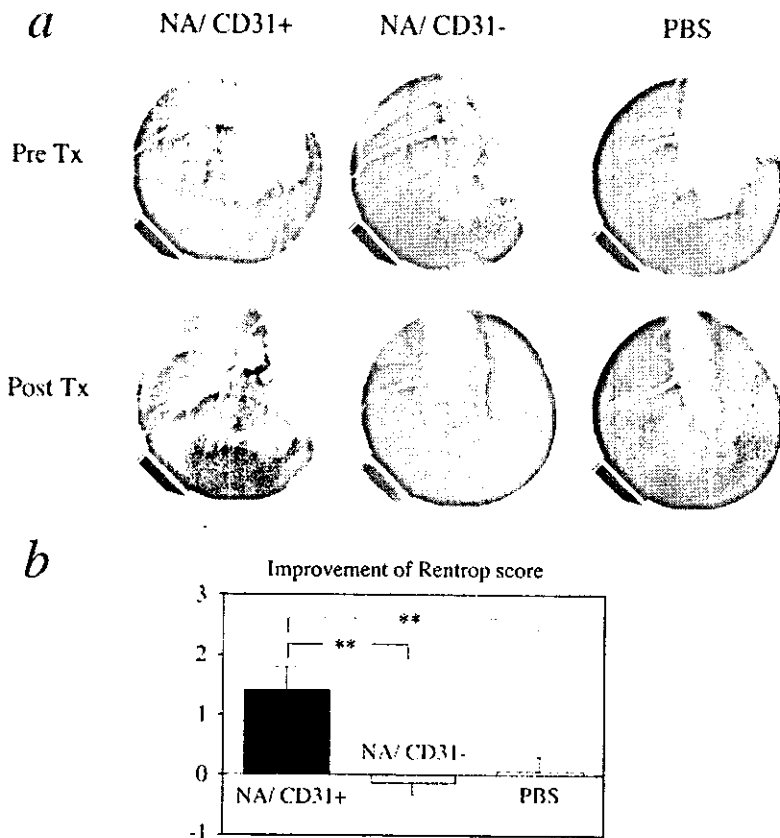 a
NA/ CD31+ NA/ CD31- PBS
Pre Tx
Post Tx
b
Improvement of Rentrop score
3
**
2
**
1
NA/ CD31-
0
NA/ CD31+ PBS
-1